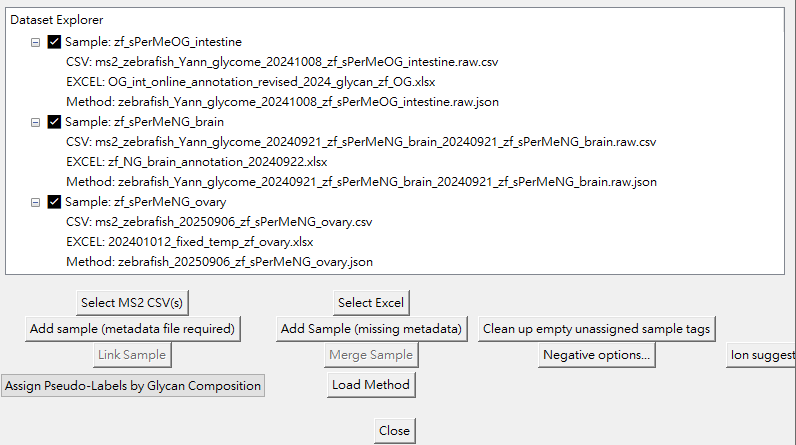 Dataset Explorer
Sample: zf_sPerMeOG_intestine
CSV: ms2_zebrafish_Yann_glycome_20241008_zf_sPerMeOG_intestine.raw.csv
EXCEL: OG_int_online_annotation_revised_2024_glycan_zf_OG.xlsx
Method: zebrafish_Yann_glycome_20241008_zf_sPerMeOG_intestine.raw.json
Sample: zf_sPerMeNG_brain
CSV: ms2_zebrafish_Yann_glycome_20240921_zf_sPerMeNG_brain_20240921_zf_sPerMeNG_brain.raw.csv
EXCEL: zf_NG_brain_annotation_20240922.xlsx
Method: zebrafish_Yann_glycome_20240921_zf_sPerMeNG_brain_20240921_zf_sPerMeNG_brain.raw.json
Sample: zf_sPerMeNG_ovary
CSV: ms2_zebrafish_20250906_zf_sPerMeNG_ovary.csv
EXCEL: 202401012_fixed_temp_zf_ovary.xlsx
Method: zebrafish_20250906_zf_sPerMeNG_ovary.json
Select MS2 CSV(s) Select Excel
Add sample (metadata file required) Add Sample (missing metadata) Clean up empty unassigned sample tags
Link Sample Merge Sample Negative options... Ion suggest
Assign Pseudo-Labels by Glycan Composition Load Method
Close